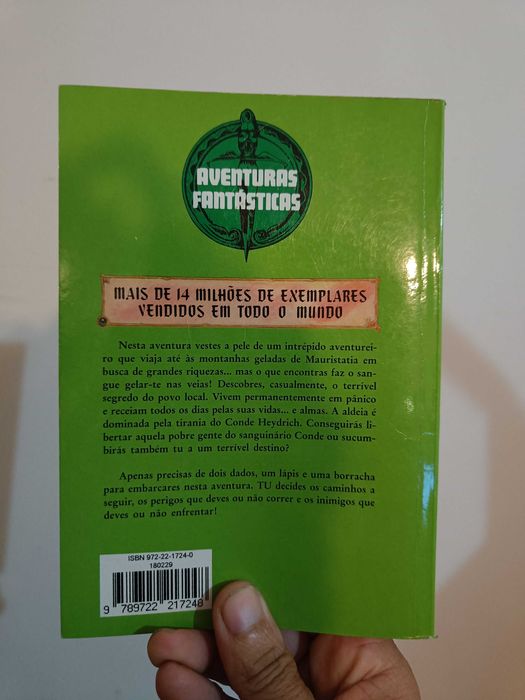 AVENTURAS
FANTÁSTICAS
MAIS DE 14 MILHÕES DE EXEMPLARES
VENDIDOS EM TODO O MUNDO
Nesta aventura vestes a pele de um intrépido aventurei-
ro que viaja até às montanhas geladas de Mauristatia em
busca de grandes riquezas... mas o que encontras faz o san-
gue gelar-te nas veias! Descobres, casualmente, o terrível
segredo do povo local. Vivem permanentemente em pânico
e receiam todos os dias pelas suas vidas... e almas. A aldeia é
dominada pela tirania do Conde Heydrich. Conseguirás li-
bertar aquela pobre gente do sanguinário Conde ou sucum-
birás também tu a um terrível destino?
Apenas precisas de dois dados, um lápis e uma borracha
para embarcares nesta aventura. TU decides os caminhos a
seguir, os perigos que deves ou não correr e os inimigos que
deves ou não enfrentar!
ISBN 972-22-1724-0
180229
9 789722 217248